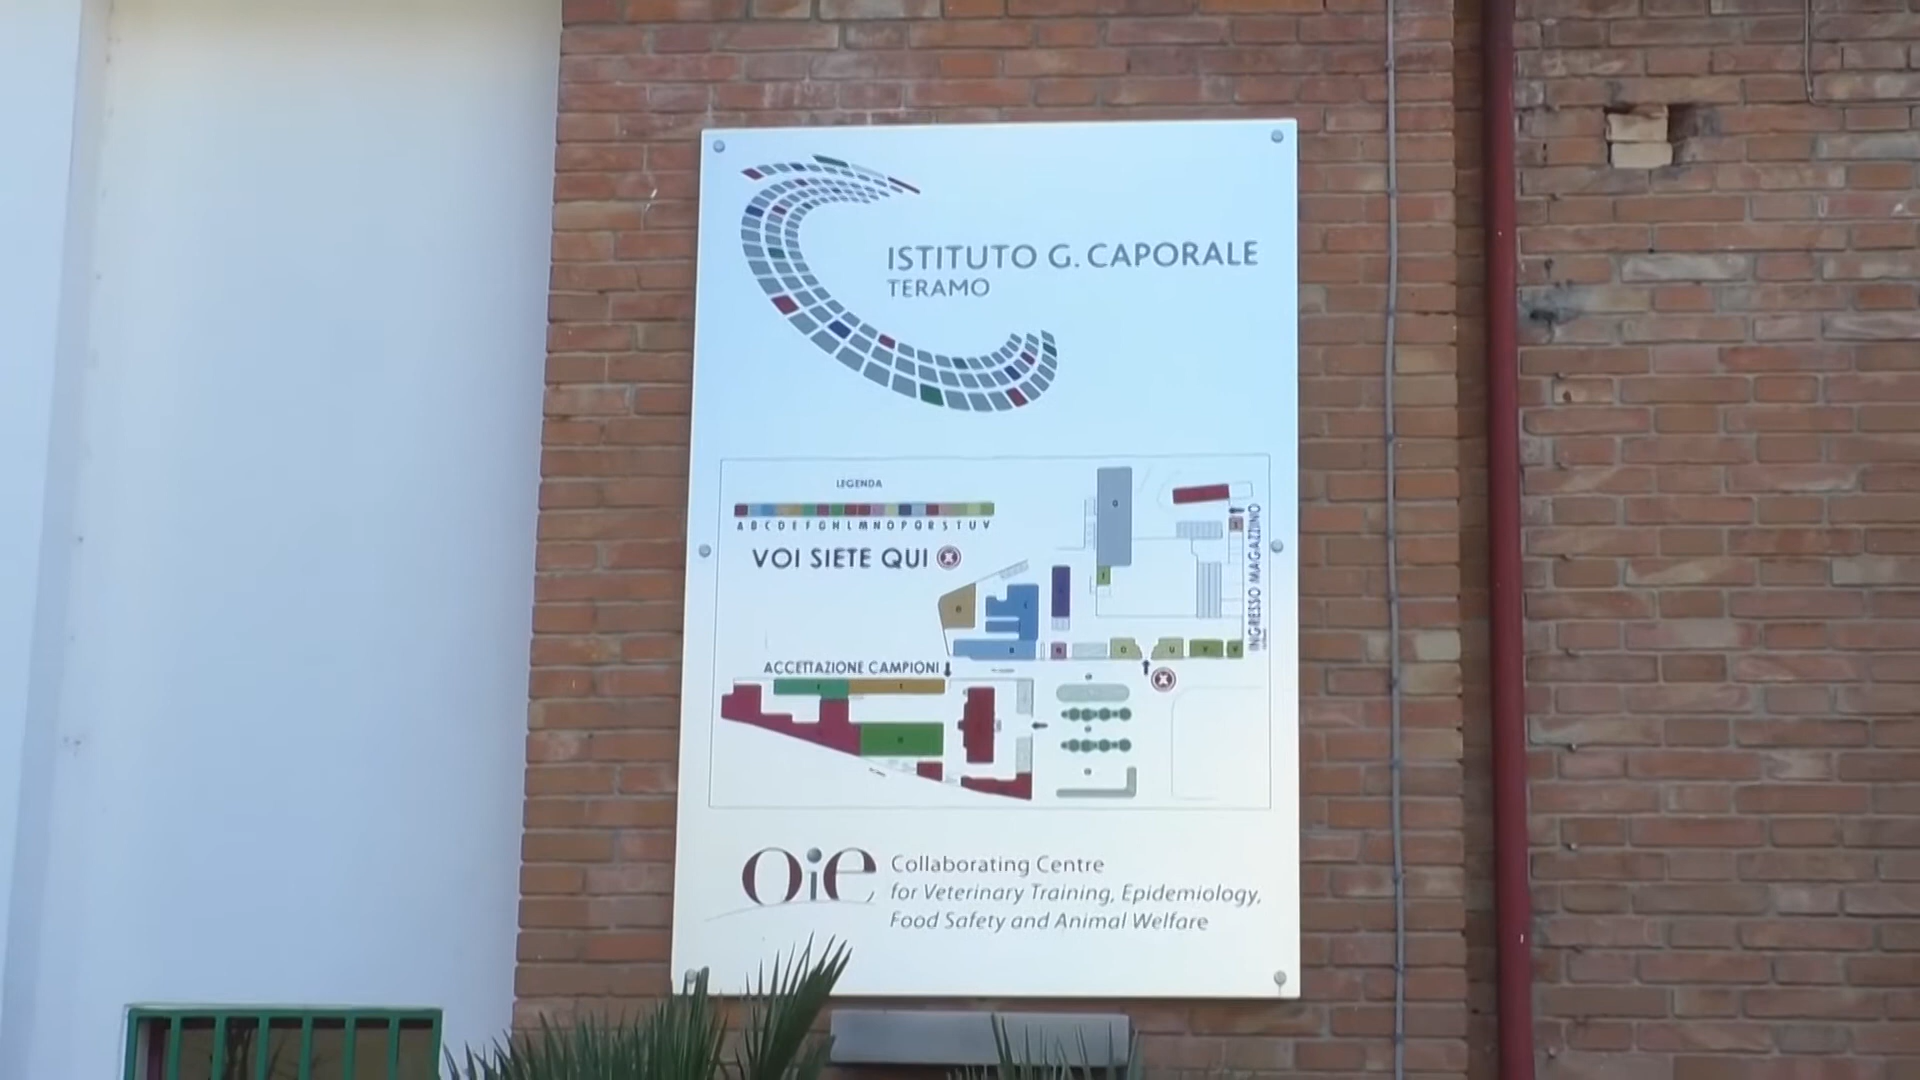 ISTITUTO G. CAPORALE
TERAMO
LEGENDA
A B C D E F G H L M N O P Q R S T U V
VOI SIETE QUI
INGRESSO MAGAZZINO
ACCETTAZIONE CAMPIONI
oie Collaborating Centre
for Veterinary Training, Epidemiology,
Food Safety and Animal Welfare